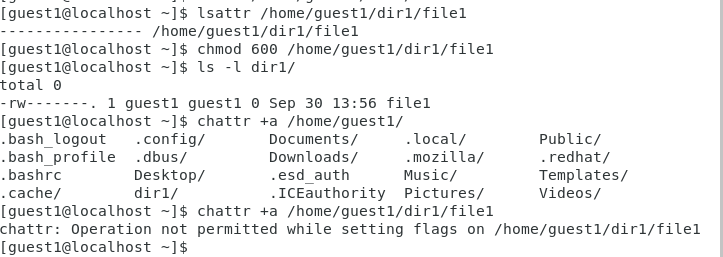 [guest1@localhost ~]$ lsattr /home/guest1/dir1/file1
---------------- /home/guest1/dir1/file1
[guest1@localhost ~]$ chmod 600 /home/guest1/dir1/file1
[guest1@localhost ~]$ ls -l dir1/
total 0
-rw-------. 1 guest1 guest1 0 Sep 30 13:56 file1
[guest1@localhost ~]$ chattr +a /home/guest1/
.bash_logout   .config/       Documents/     .local/        Public/
.bash_profile  .dbus/         Downloads/     .mozilla/      .redhat/
.bashrc        Desktop/       .esd_auth      Music/         Templates/
.cache/        dir1/          .ICEauthority  Pictures/      Videos/
[guest1@localhost ~]$ chattr +a /home/guest1/dir1/file1
chattr: Operation not permitted while setting flags on /home/guest1/dir1/file1
[guest1@localhost ~]$